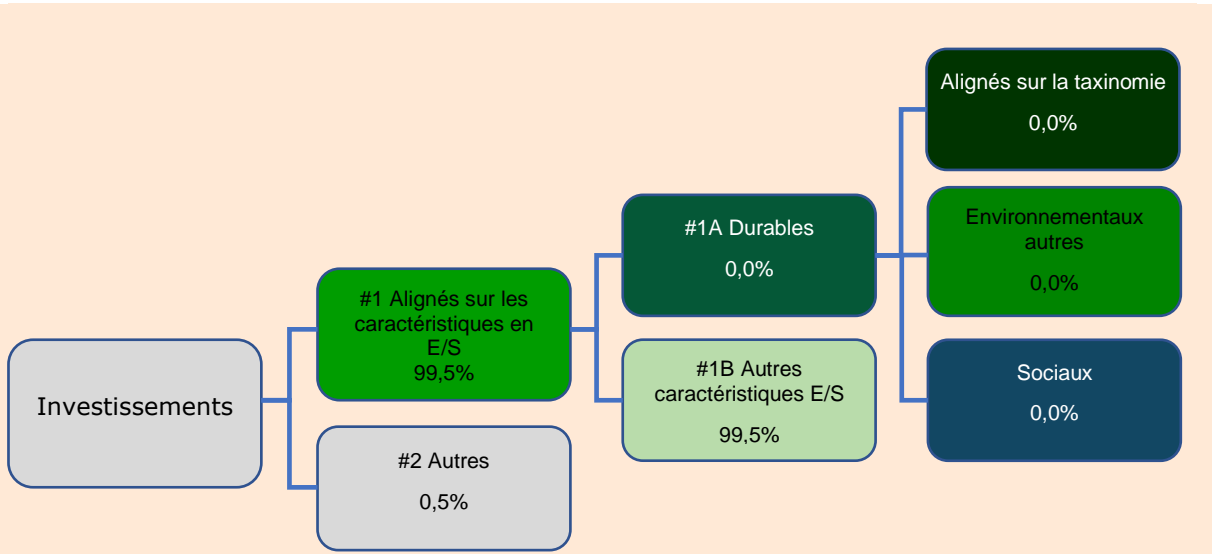 Investissements
#1 Alignés sur les
caractéristiques en
E/S
99,5%
#2 Autres
0,5%
#1A Durables
0,0%
#1B Autres
caractéristiques E/S
99,5%
Alignés sur la taxinomie
0,0%
Environnementaux
autres
0,0%
Sociaux
0,0%